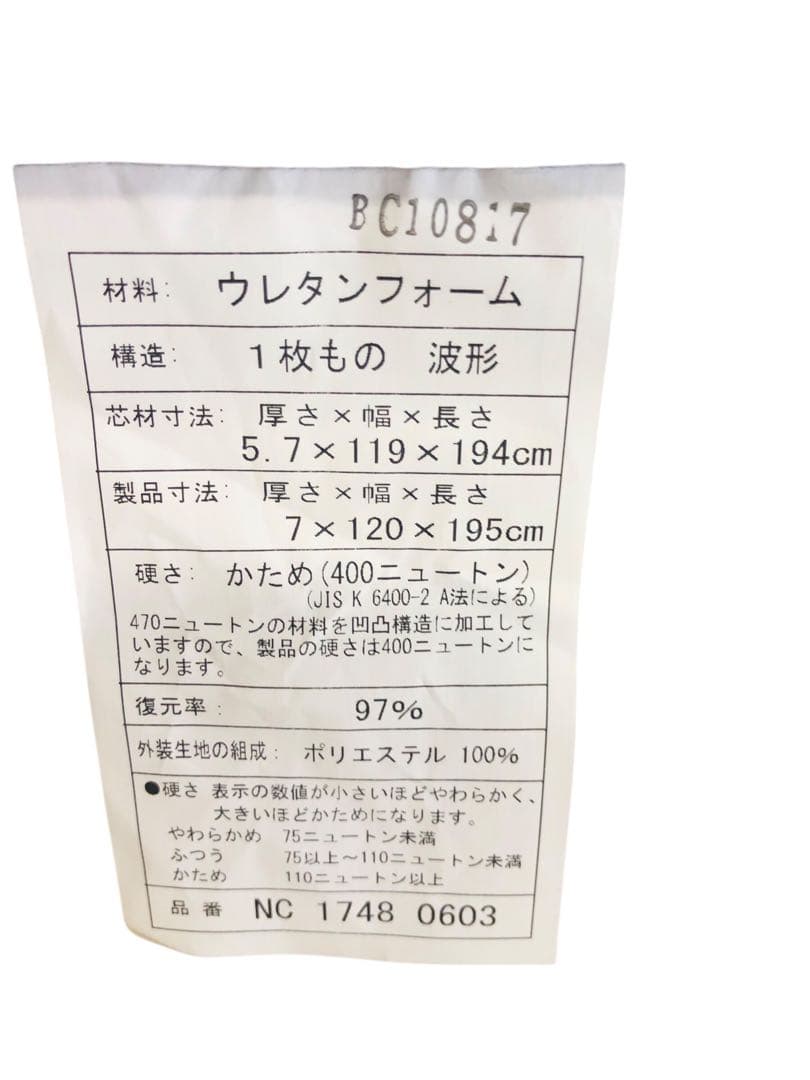 BC10817
材料: ウレタンフォーム
構造: 1枚もの 波形
芯材寸法: 厚さ×幅×長さ
5.7×119×194cm
製品寸法: 厚さ×幅×長さ
7×120×195cm
硬さ: かため(400ニュートン)
(JIS K 6400-2 A法による)
470ニュートンの材料を凹凸構造に加工して
いますので、製品の硬さは400ニュートンに
なります。
復元率: 97%
外装生地の組成: ポリエステル 100%
●硬さ 表示の数値が小さいほどやわらかく、
大きいほどかためになります。
やわらかめ 75ニュートン未満
ふつう 75以上～110ニュートン未満
かため 110ニュートン以上
品番 NC 1748 0603